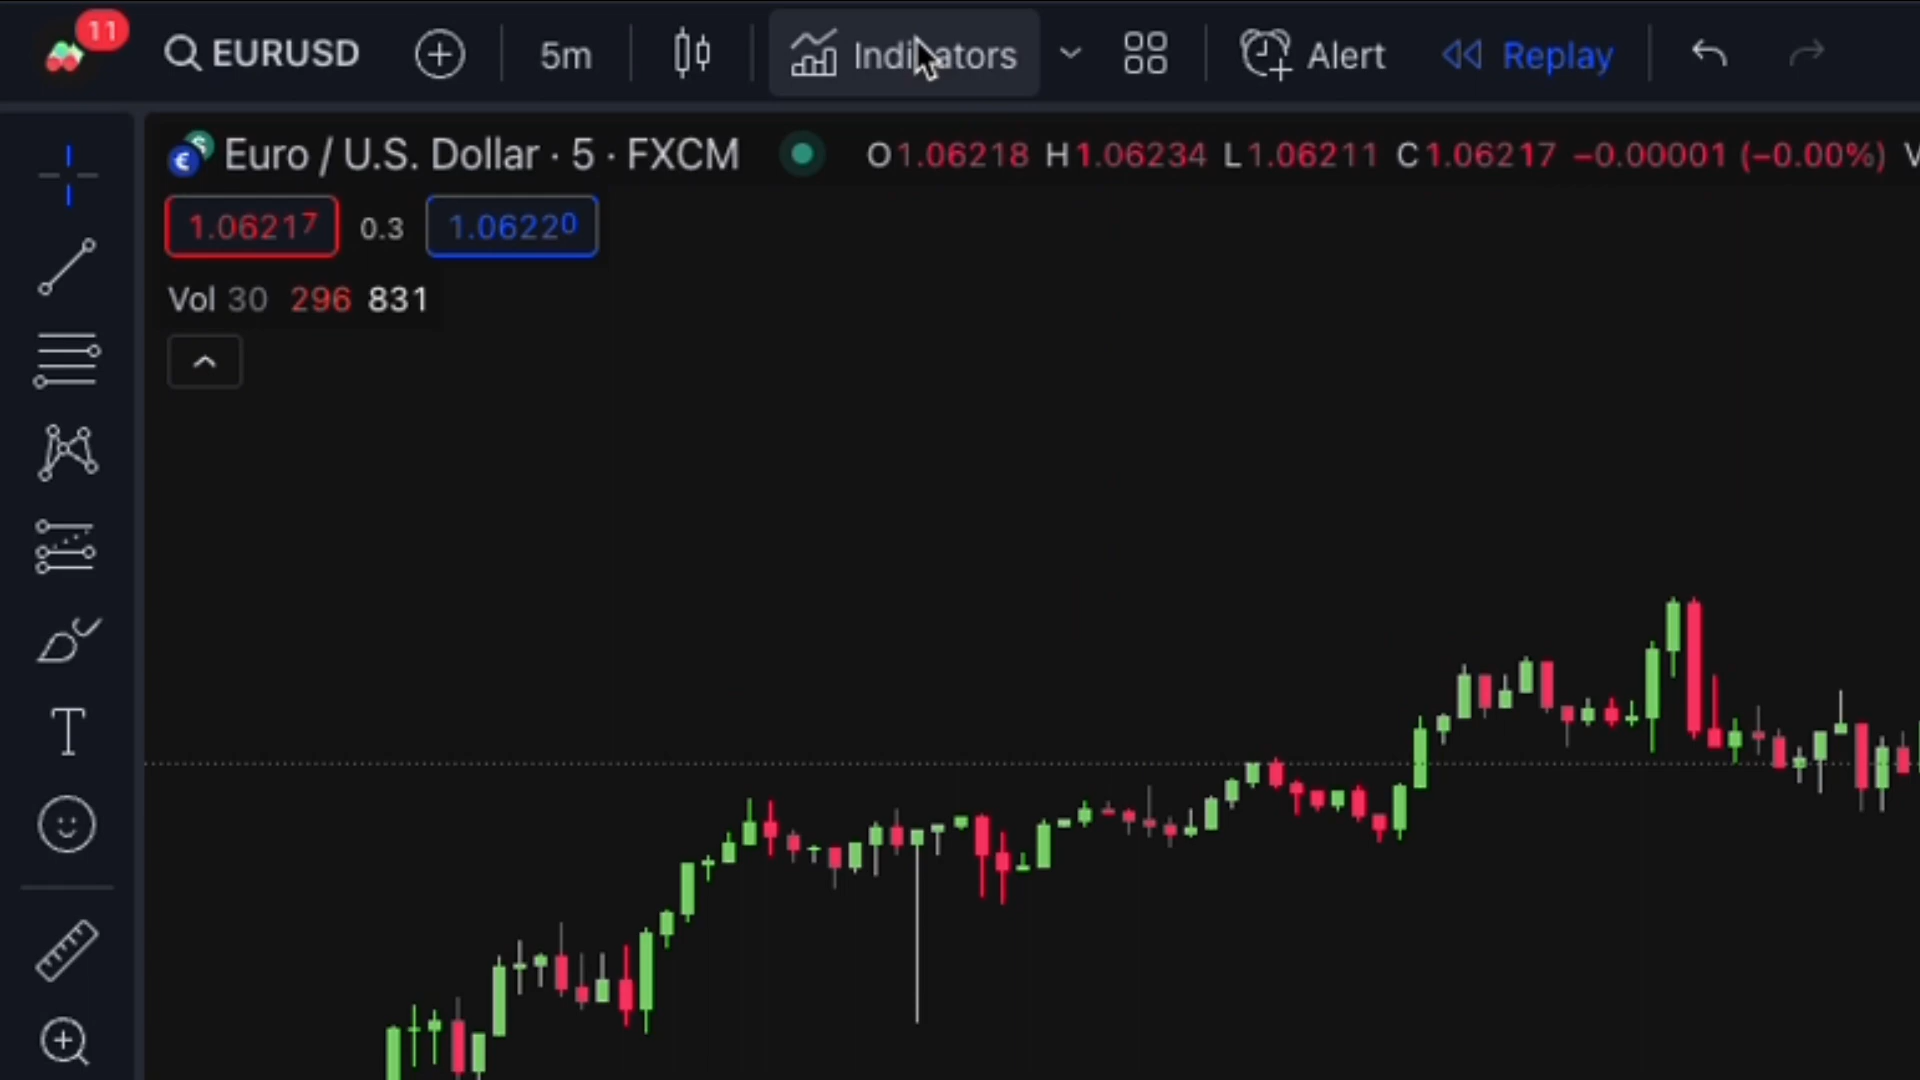 11
EURUSD 5m Indicators Alert Replay
Euro / U.S. Dollar · 5 · FXCM O1.06218 H1.06234 L1.06211 C1.06217 −0.00001 (−0.00%) V
1.06217 0.3 1.06220
Vol 30 296 831